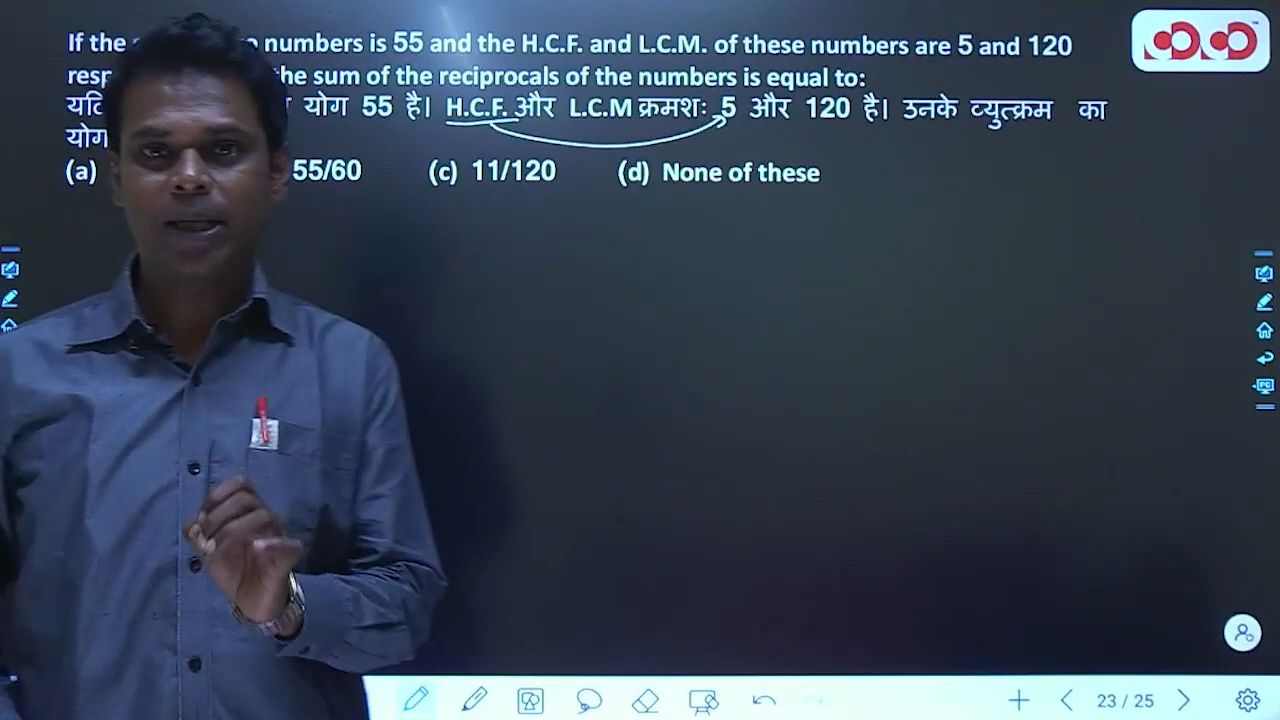 If the numbers is 55 and the H.C.F. and L.C.M. of these numbers are 5 and 120
the sum of the reciprocals of the numbers is equal to:
यदि योग 55 है। H.C.F. और L.C.M क्रमशः 5 और 120 है। उनके व्युत्क्रम का
योग
(a) 55/60 (c) 11/120 (d) None of these
23 / 25